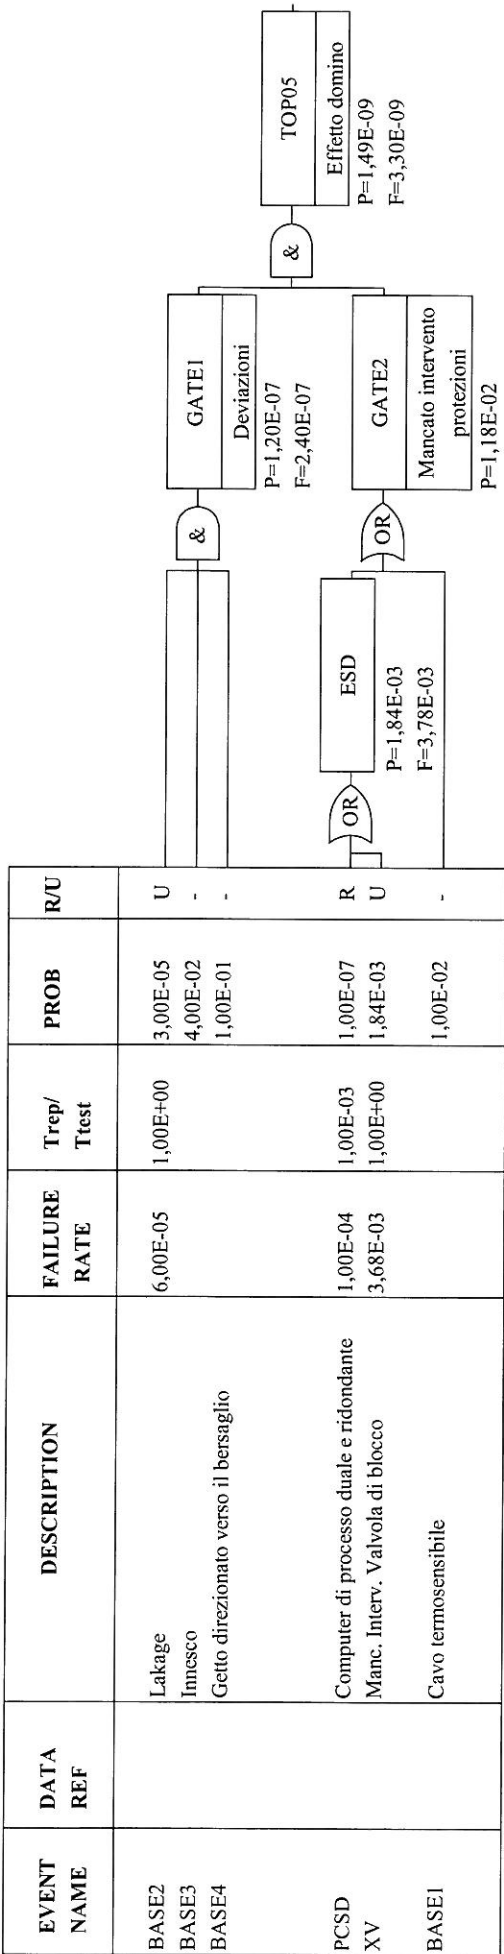 EVENT NAME DATA REF DESCRIPTION FAILURE RATE Trep/ Ttest PROB R/U
BASE2 Lakage 6,00E-05 1,00E+00 3,00E-05 U
BASE3 Innesco 4,00E-02 -
BASE4 Getto direzionato verso il bersaglio 1,00E-01 -
PCSD Computer di processo duale e ridondante 1,00E-04 1,00E-03 1,00E-07 R
XV Manc. Interv. Valvola di blocco 3,68E-03 1,00E+00 1,84E-03 U
BASE1 Cavo termosensibile 1,00E-02 -
&
GATE1
Deviazioni
P=1,20E-07
F=2,40E-07
OR
ESD
P=1,84E-03
F=3,78E-03
OR
GATE2
Mancato intervento
protezioni
P=1,18E-02
&
TOP05
Effetto domino
P=1,49E-09
F=3,30E-09